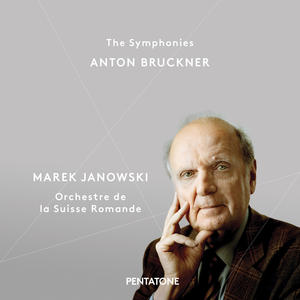 The Symphonies
ANTON BRUCKNER
MAREK JANOWSKI
Orchestre de
la Suisse Romande
PENTATONE